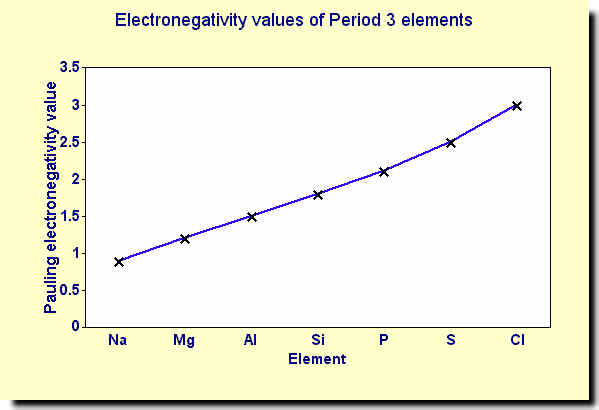 Electronegativity values of Period 3 elements
Pauling electronegativity value
3.5
3
2.5
2
1.5
1
0.5
0
Na Mg Al Si P S Cl
Element